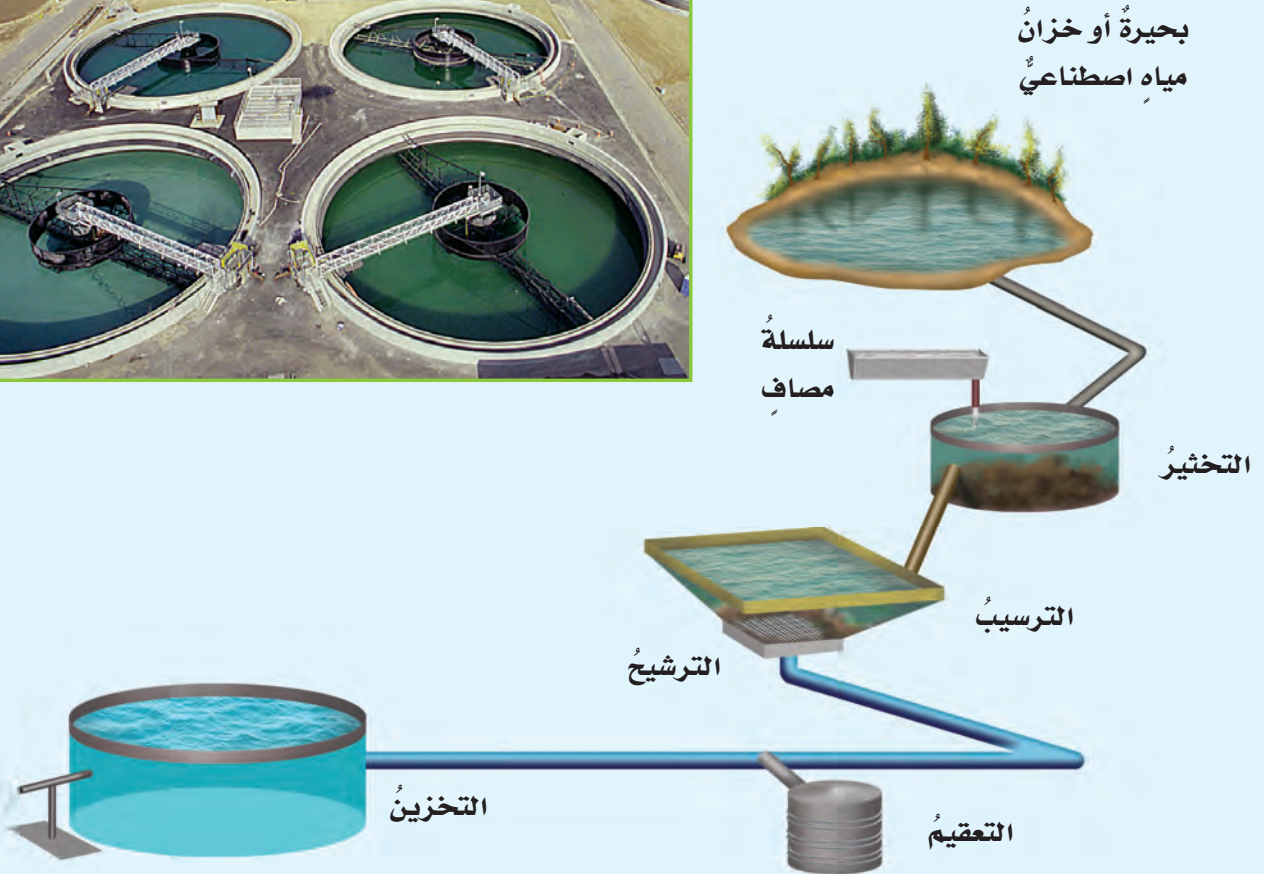 بحيرةٌ أو خزانُ
مياهٍ اصطناعيٌّ
سلسلةُ
مصافٍ
التخثيرُ
الترسيبُ
الترشيحُ
التعقيمُ
التخزينُ